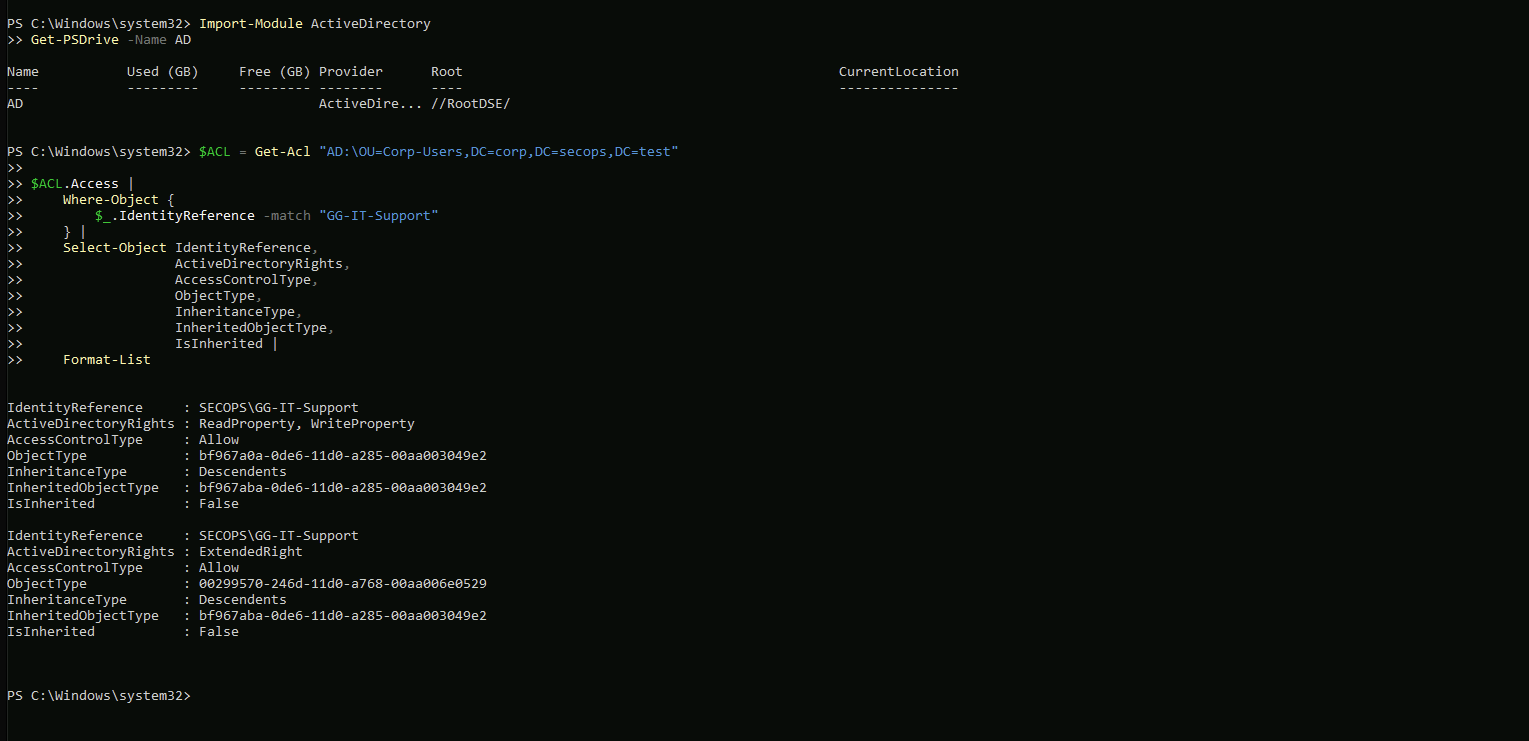 PS C:\Windows\system32> Import-Module ActiveDirectory
>> Get-PSDrive -Name AD
Name           Used (GB)     Free (GB) Provider      Root                                               CurrentLocation
----           ---------     --------- --------      ----                                               ---------------
AD                                     ActiveDire... //RootDSE/
PS C:\Windows\system32> $ACL = Get-Acl "AD:\OU=Corp-Users,DC=corp,DC=secops,DC=test"
>>
>> $ACL.Access |
>>     Where-Object {
>>         $_.IdentityReference -match "GG-IT-Support"
>>     } |
>>     Select-Object IdentityReference,
>>                   ActiveDirectoryRights,
>>                   AccessControlType,
>>                   ObjectType,
>>                   InheritanceType,
>>                   InheritedObjectType,
>>                   IsInherited |
>>     Format-List
IdentityReference     : SECOPS\GG-IT-Support
ActiveDirectoryRights : ReadProperty, WriteProperty
AccessControlType     : Allow
ObjectType            : bf967a0a-0de6-11d0-a285-00aa003049e2
InheritanceType       : Descendents
InheritedObjectType   : bf967aba-0de6-11d0-a285-00aa003049e2
IsInherited           : False
IdentityReference     : SECOPS\GG-IT-Support
ActiveDirectoryRights : ExtendedRight
AccessControlType     : Allow
ObjectType            : 00299570-246d-11d0-a768-00aa006e0529
InheritanceType       : Descendents
InheritedObjectType   : bf967aba-0de6-11d0-a285-00aa003049e2
IsInherited           : False
PS C:\Windows\system32>